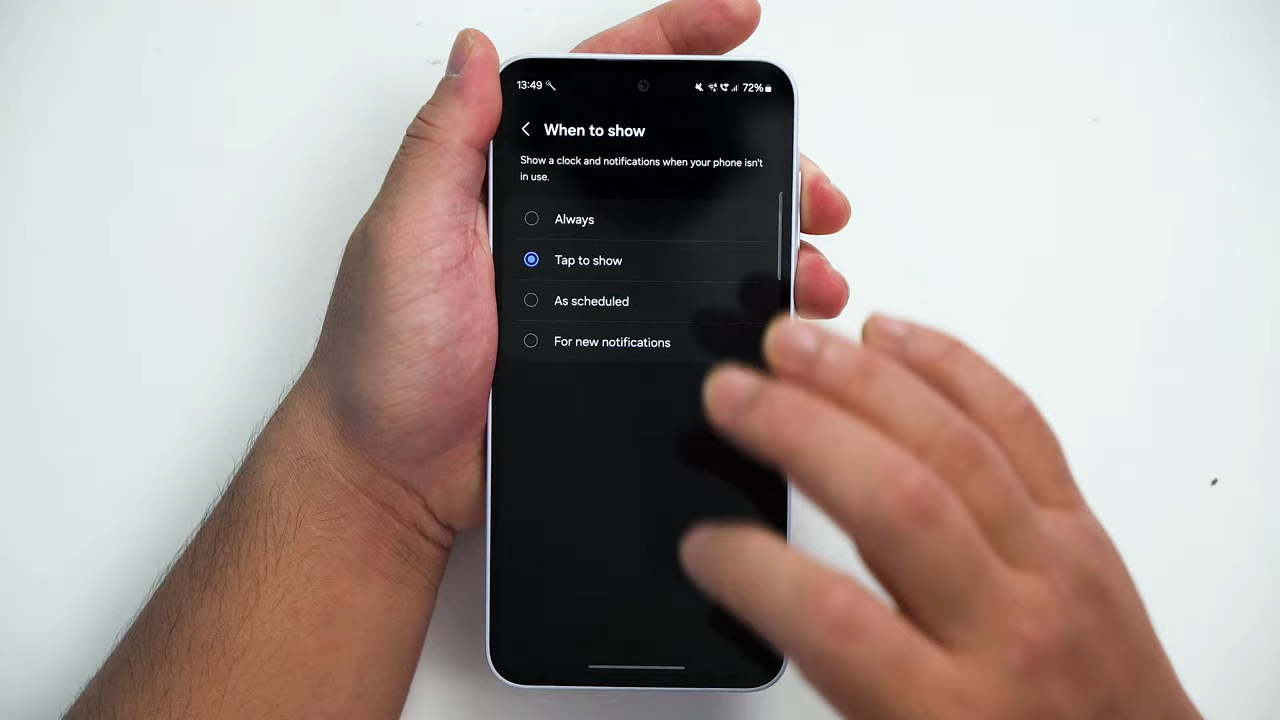 13:49
72%
When to show
Show a clock and notifications when your phone isn't
in use.
Always
Tap to show
As scheduled
For new notifications